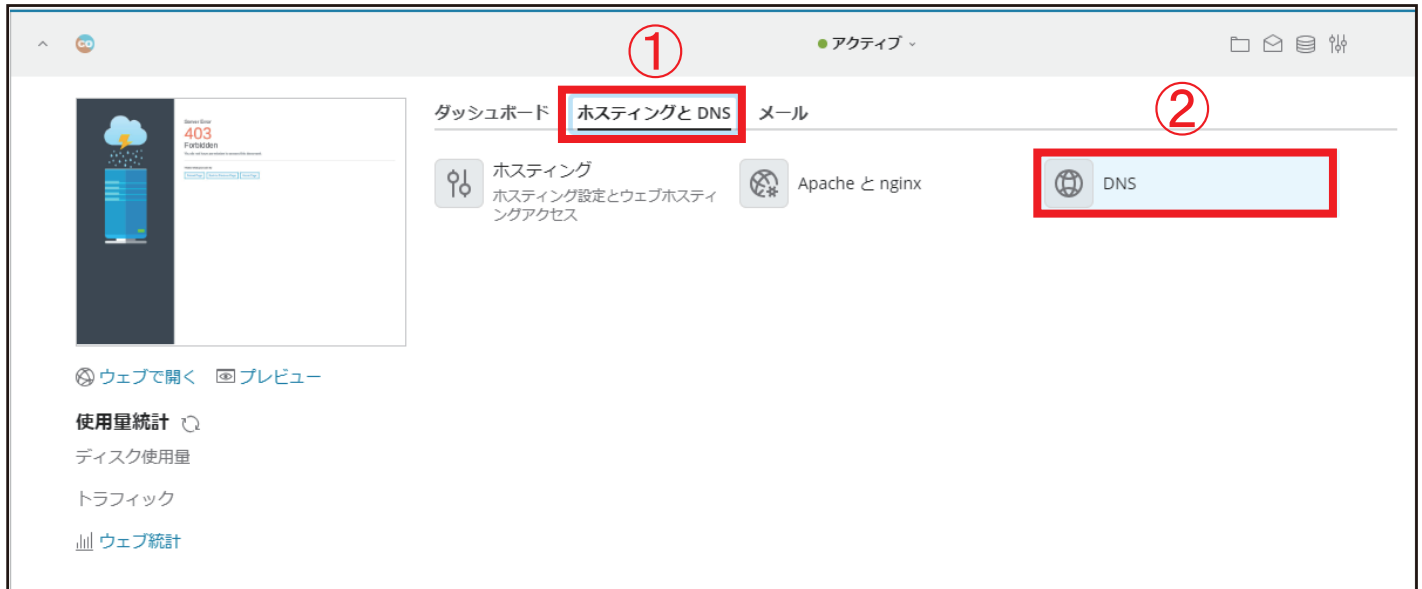 CO
アクティブ
①
ダッシュボード ホスティングと DNS メール
②
Server Error
403
Forbidden
ホスティング
ホスティング設定とウェブホスティ
ングアクセス
Apache と nginx
DNS
ウェブで開く プレビュー
使用量統計
ディスク使用量
トラフィック
ウェブ統計